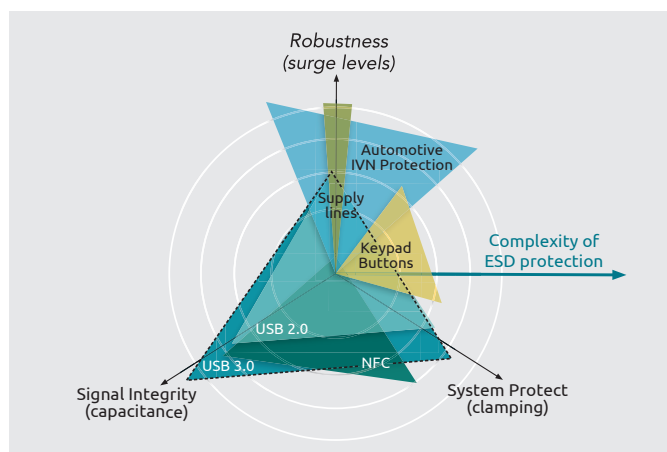 Robustness
(surge levels)
Automotive
IVN Protection
Supply
lines
Keypad
Buttons
Complexity of
ESD protection
USB 2.0
USB 3.0
NFC
Signal Integrity
(capacitance)
System Protect
(clamping)